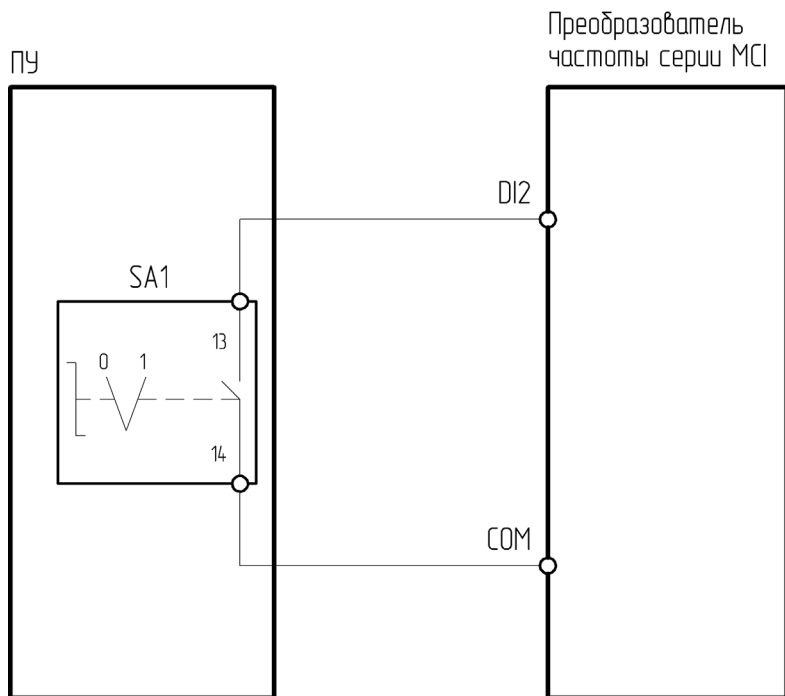 ПУ
Преобразователь
частоты серии MCI
DI2
SA1
13
0 1
14
COM